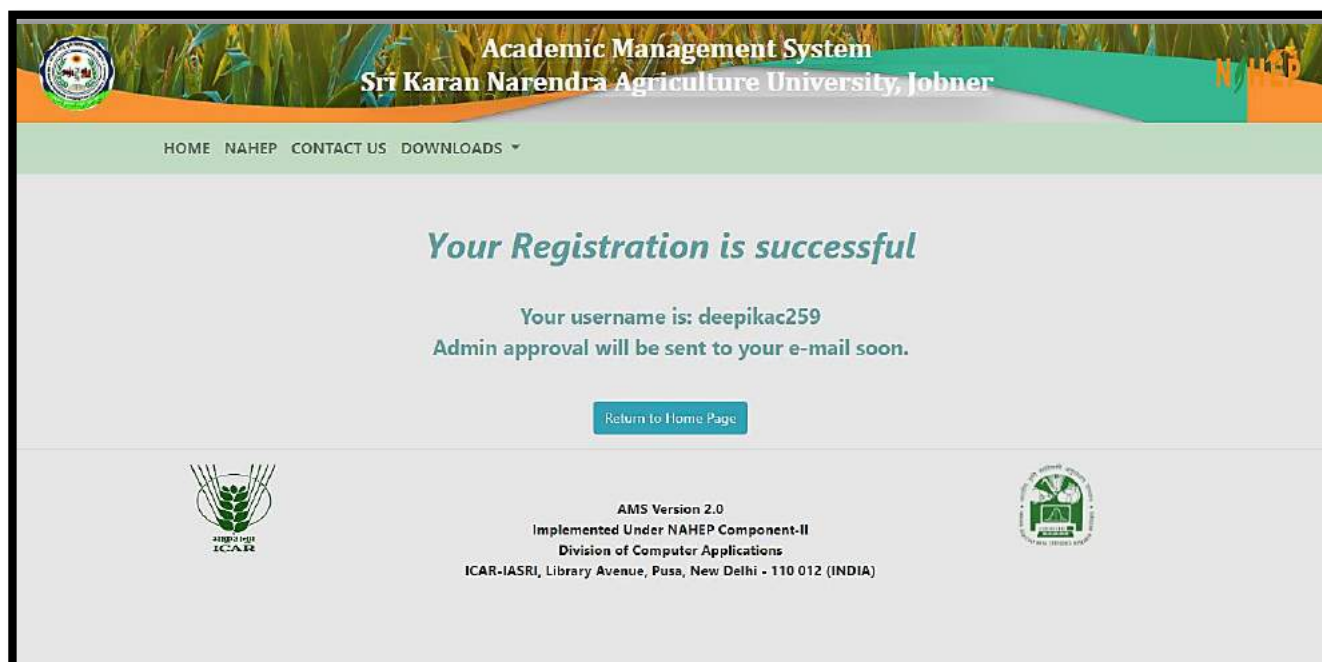 Academic Management System
Sri Karan Narendra Agriculture University, Jobner
NAHEP
HOME NAHEP CONTACT US DOWNLOADS
Your Registration is successful
Your username is: deepikac259
Admin approval will be sent to your e-mail soon.
Return to Home Page
ICAR
AMS Version 2.0
Implemented Under NAHEP Component-II
Division of Computer Applications
ICAR-IASRI, Library Avenue, Pusa, New Delhi - 110 012 (INDIA)